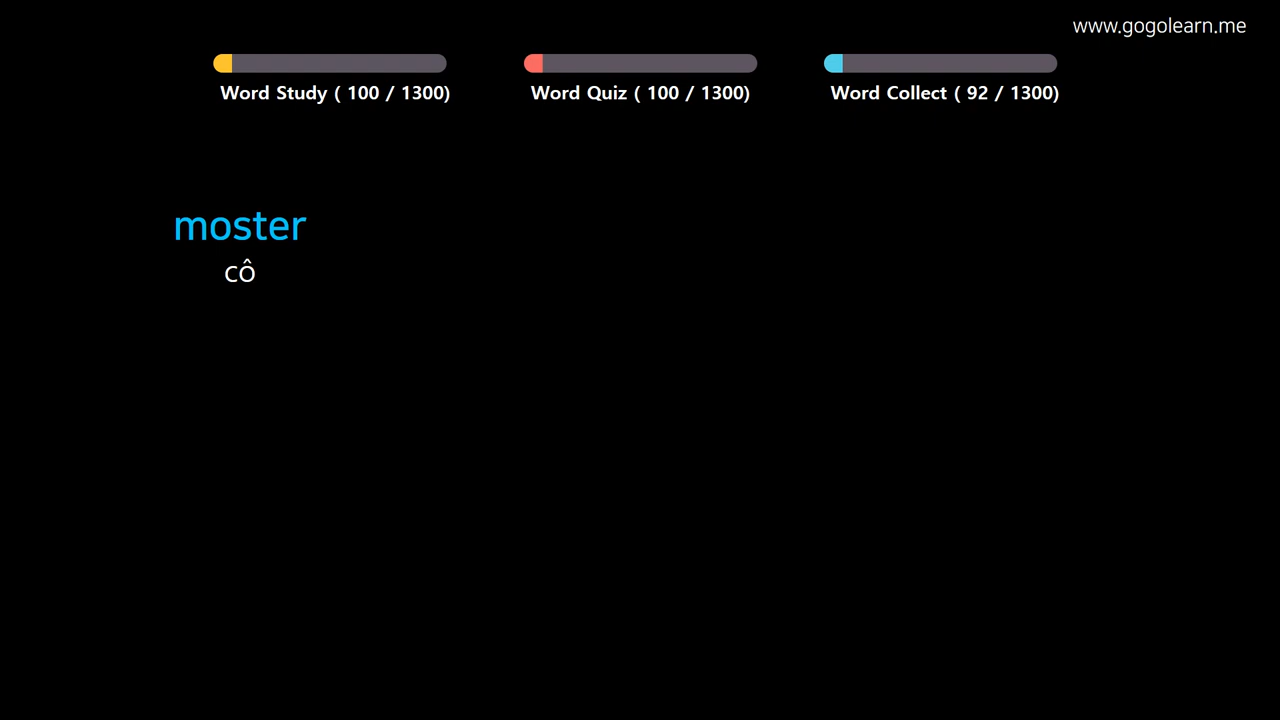 www.gogolearn.me
Word Study ( 100 / 1300)
Word Quiz ( 100 / 1300)
Word Collect ( 92 / 1300)
moster
cô